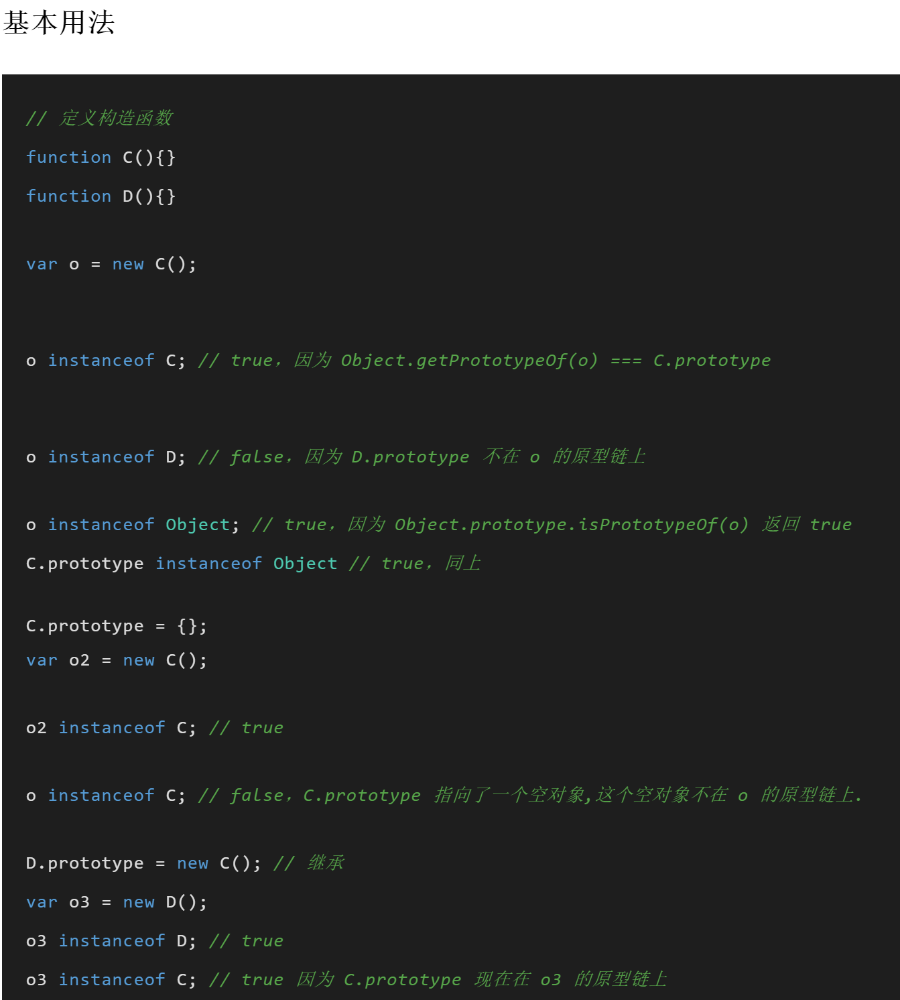 基本用法
// 定义构造函数
function C(){}
function D(){}
var o = new C();
o instanceof C; // true，因为 Object.getPrototypeOf(o) === C.prototype
o instanceof D; // false，因为 D.prototype 不在 o 的原型链上
o instanceof Object; // true，因为 Object.prototype.isPrototypeOf(o) 返回 true
C.prototype instanceof Object // true，同上
C.prototype = {};
var o2 = new C();
o2 instanceof C; // true
o instanceof C; // false，C.prototype 指向了一个空对象,这个空对象不在 o 的原型链上.
D.prototype = new C(); // 继承
var o3 = new D();
o3 instanceof D; // true
o3 instanceof C; // true 因为 C.prototype 现在在 o3 的原型链上